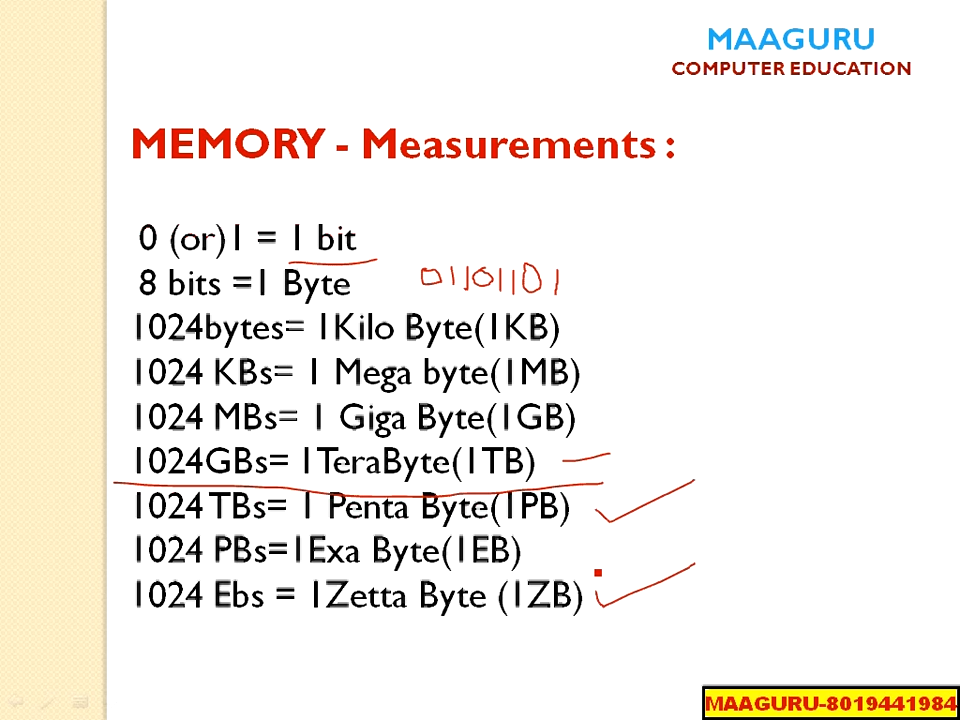 MAAGURU
COMPUTER EDUCATION
MEMORY - Measurements :
0 (or)1 = 1 bit
8 bits =1 Byte 01101101
1024bytes= 1Kilo Byte(1KB)
1024 KBs= 1 Mega byte(1MB)
1024 MBs= 1 Giga Byte(1GB)
1024GBs= 1TeraByte(1TB)
1024 TBs= 1 Penta Byte(1PB)
1024 PBs=1Exa Byte(1EB)
1024 Ebs = 1Zetta Byte (1ZB)
MAAGURU-8019441984